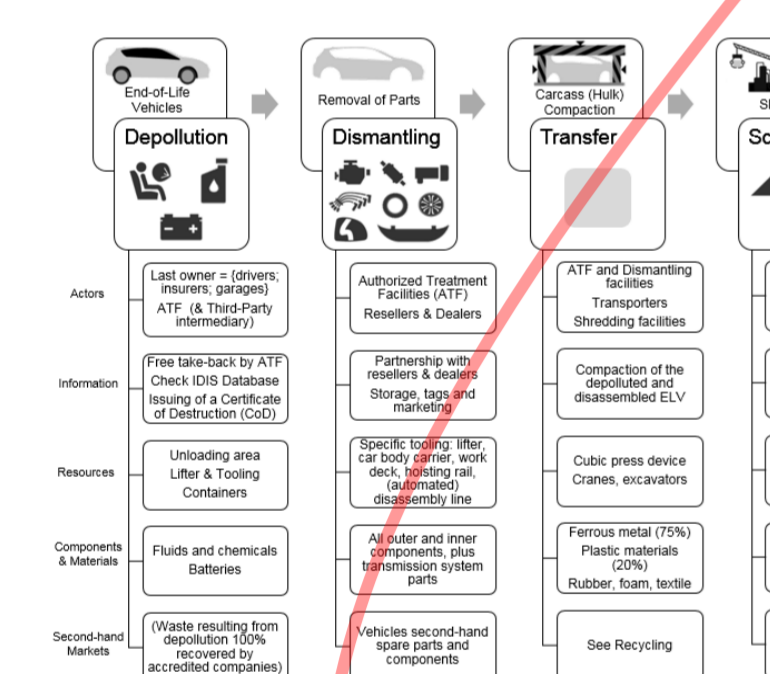 End-of-Life
Vehicles
Removal of Parts
Carcass (Hulk)
Compaction
Depollution
Dismantling
Transfer
Actors
Last owner = {drivers;
insurers; garages}
ATF (& Third-Party
intermediary)
Authorized Treatment
Facilities (ATF)
Resellers & Dealers
ATF and Dismantling
facilities
Transporters
Shredding facilities
Information
Free take-back by ATF
Check IDIS Database
Issuing of a Certificate
of Destruction (CoD)
Partnership with
resellers & dealers
Storage, tags and
marketing
Compaction of the
depolluted and
disassembled ELV
Resources
Unloading area
Lifter & Tooling
Containers
Specific tooling: lifter,
car body carrier, work
deck, hoisting rail,
(automated)
disassembly line
Cubic press device
Cranes, excavators
Components
& Materials
Fluids and chemicals
Batteries
All outer and inner
components, plus
transmission system
parts
Ferrous metal (75%)
Plastic materials
(20%)
Rubber, foam, textile
Second-hand
Markets
(Waste resulting from
depollution 100%
recovered by
accredited companies)
Vehicles second-hand
spare parts and
components
See Recycling